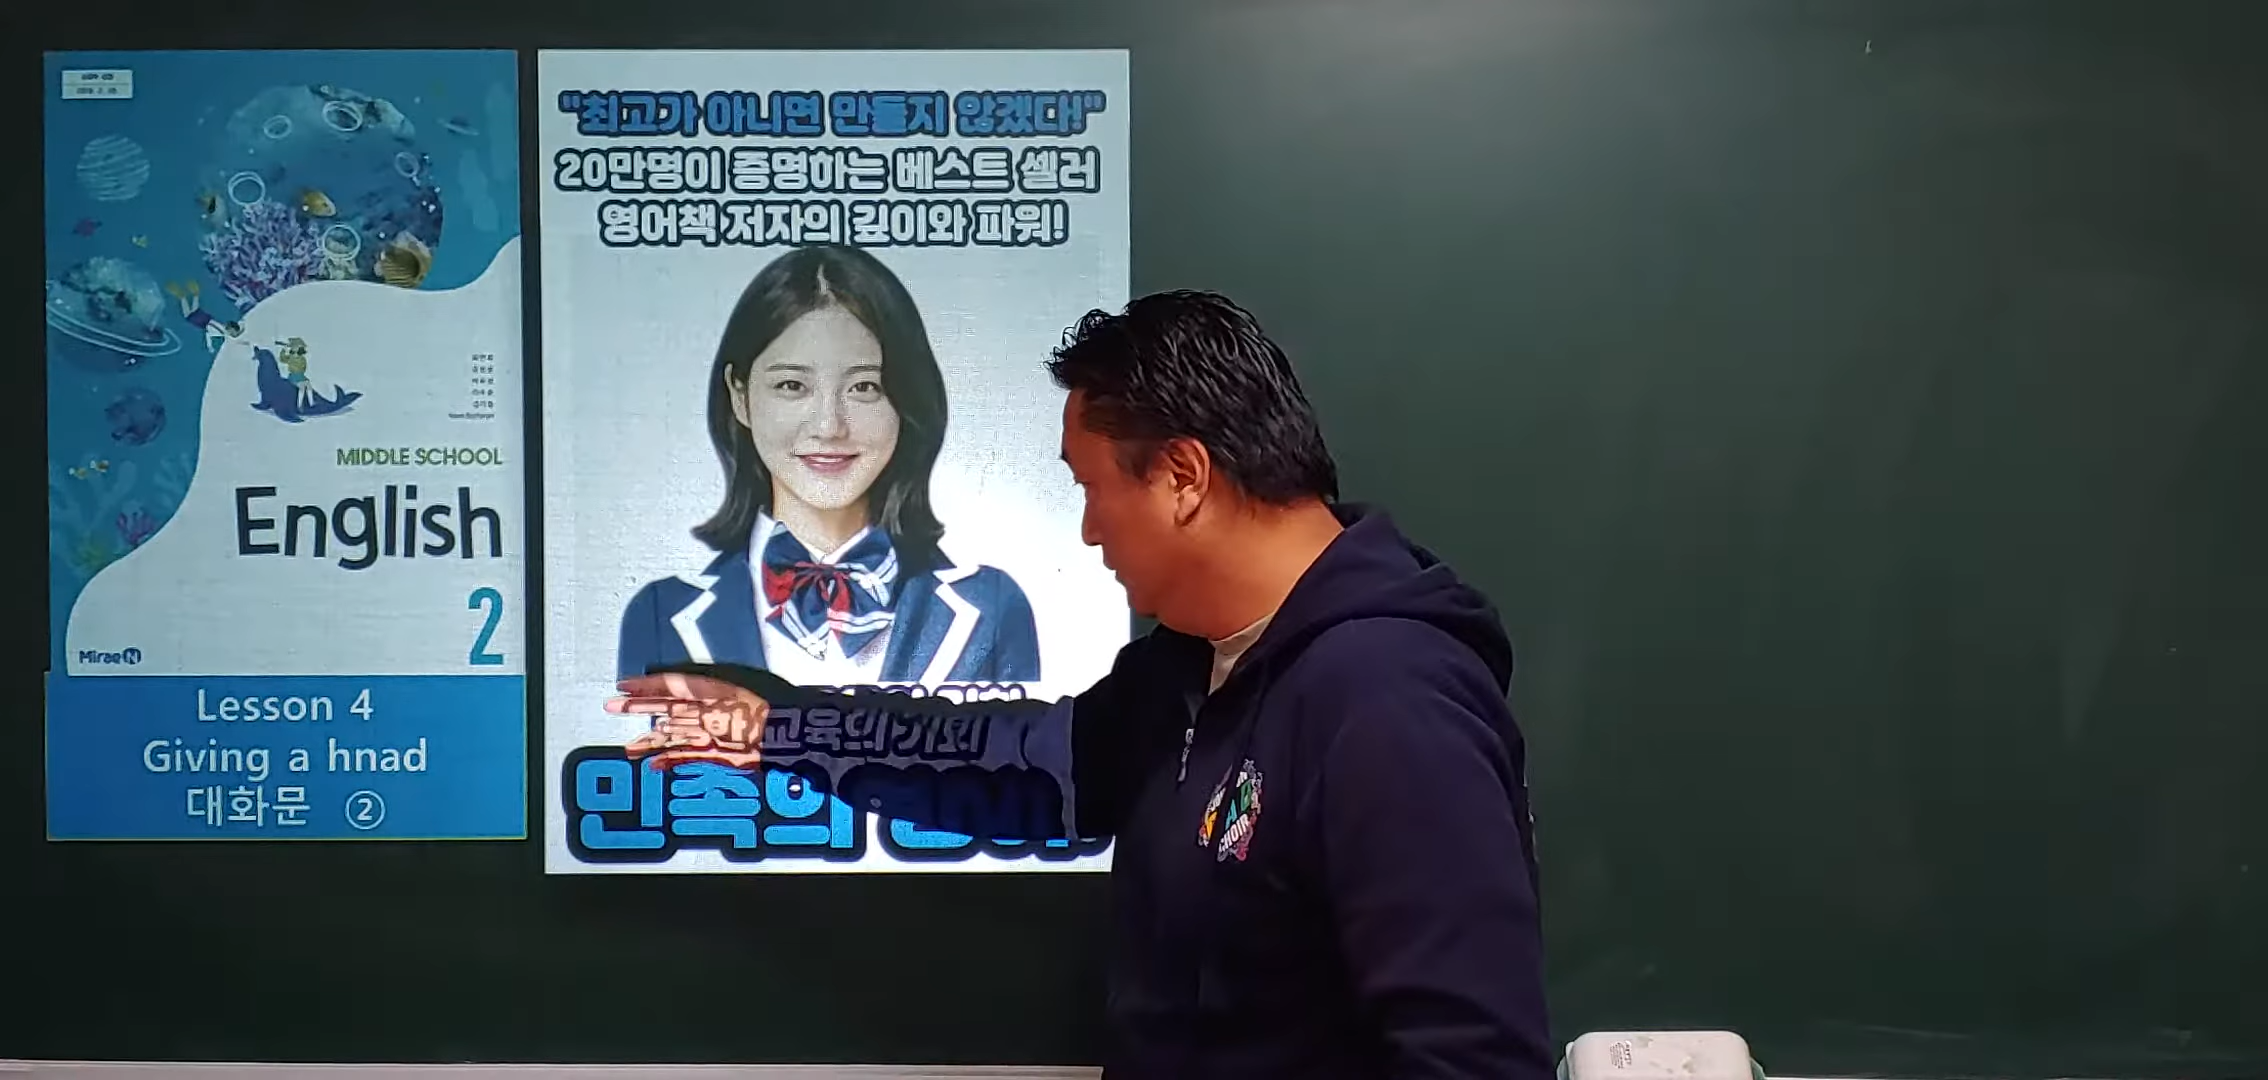 MIDDLE SCHOOL
English
2
Mirae N
Lesson 4
Giving a hnad
대화문 ②
"최고가 아니면 만들지 않겠다!"
20만명이 증명하는 베스트 셀러
영어책 저자의 깊이와 파워!
교육의 기회
민족의
CHOIR